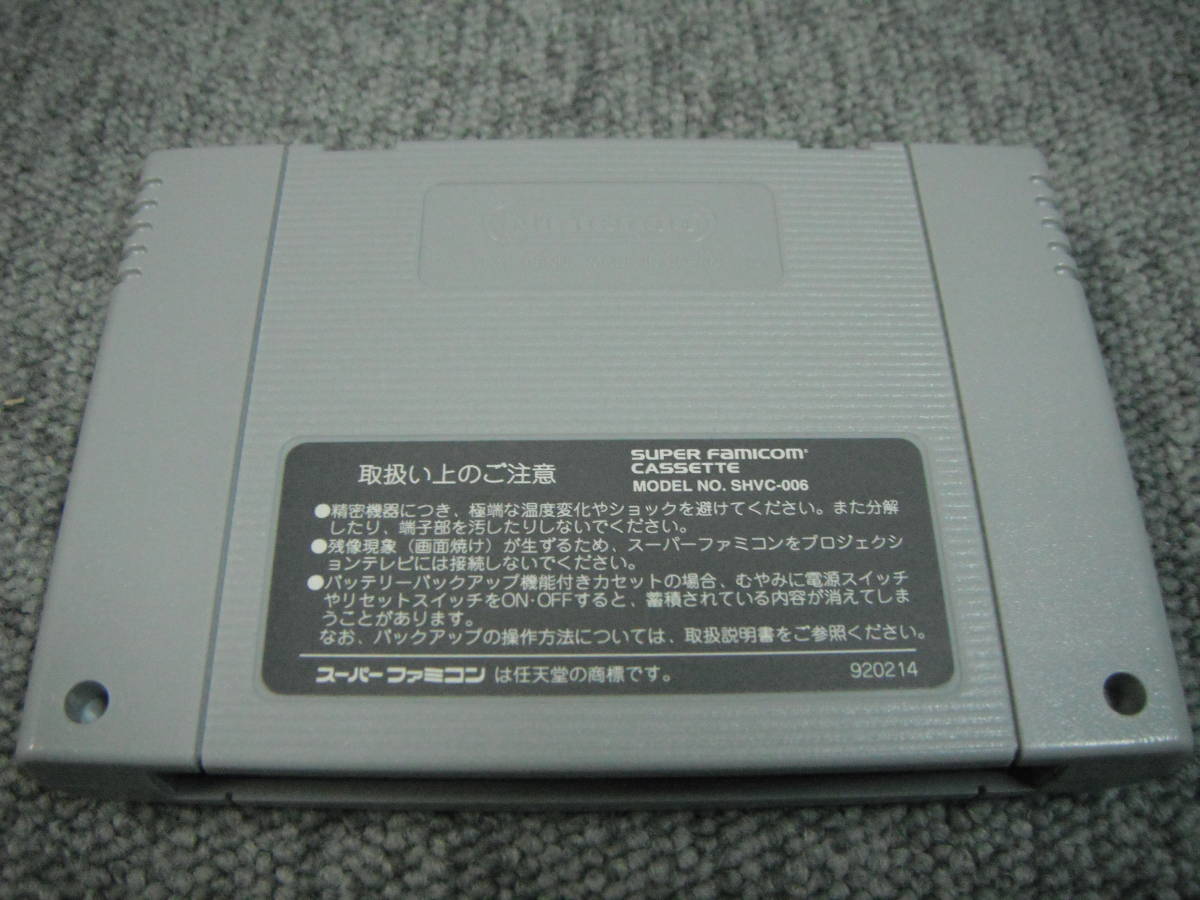 Nintendo
取扱い上のご注意
SUPER FAMICOM
CASSETTE
MODEL NO. SHVC-006
●精密機器につき、極端な温度変化やショックを避けてください。また分解
したり、端子部を汚したりしないでください。
●残像現象（画面焼け）が生ずるため、スーパーファミコンをプロジェクシ
ョンテレビには接続しないでください。
●バッテリーバックアップ機能付きカセットの場合、むやみに電源スイッチ
やリセットスイッチをON・OFFすると、蓄積されている内容が消えてしま
うことがあります。
なお、バックアップの操作方法については、取扱説明書をご参照ください。
スーパーファミコン は任天堂の商標です。
920214